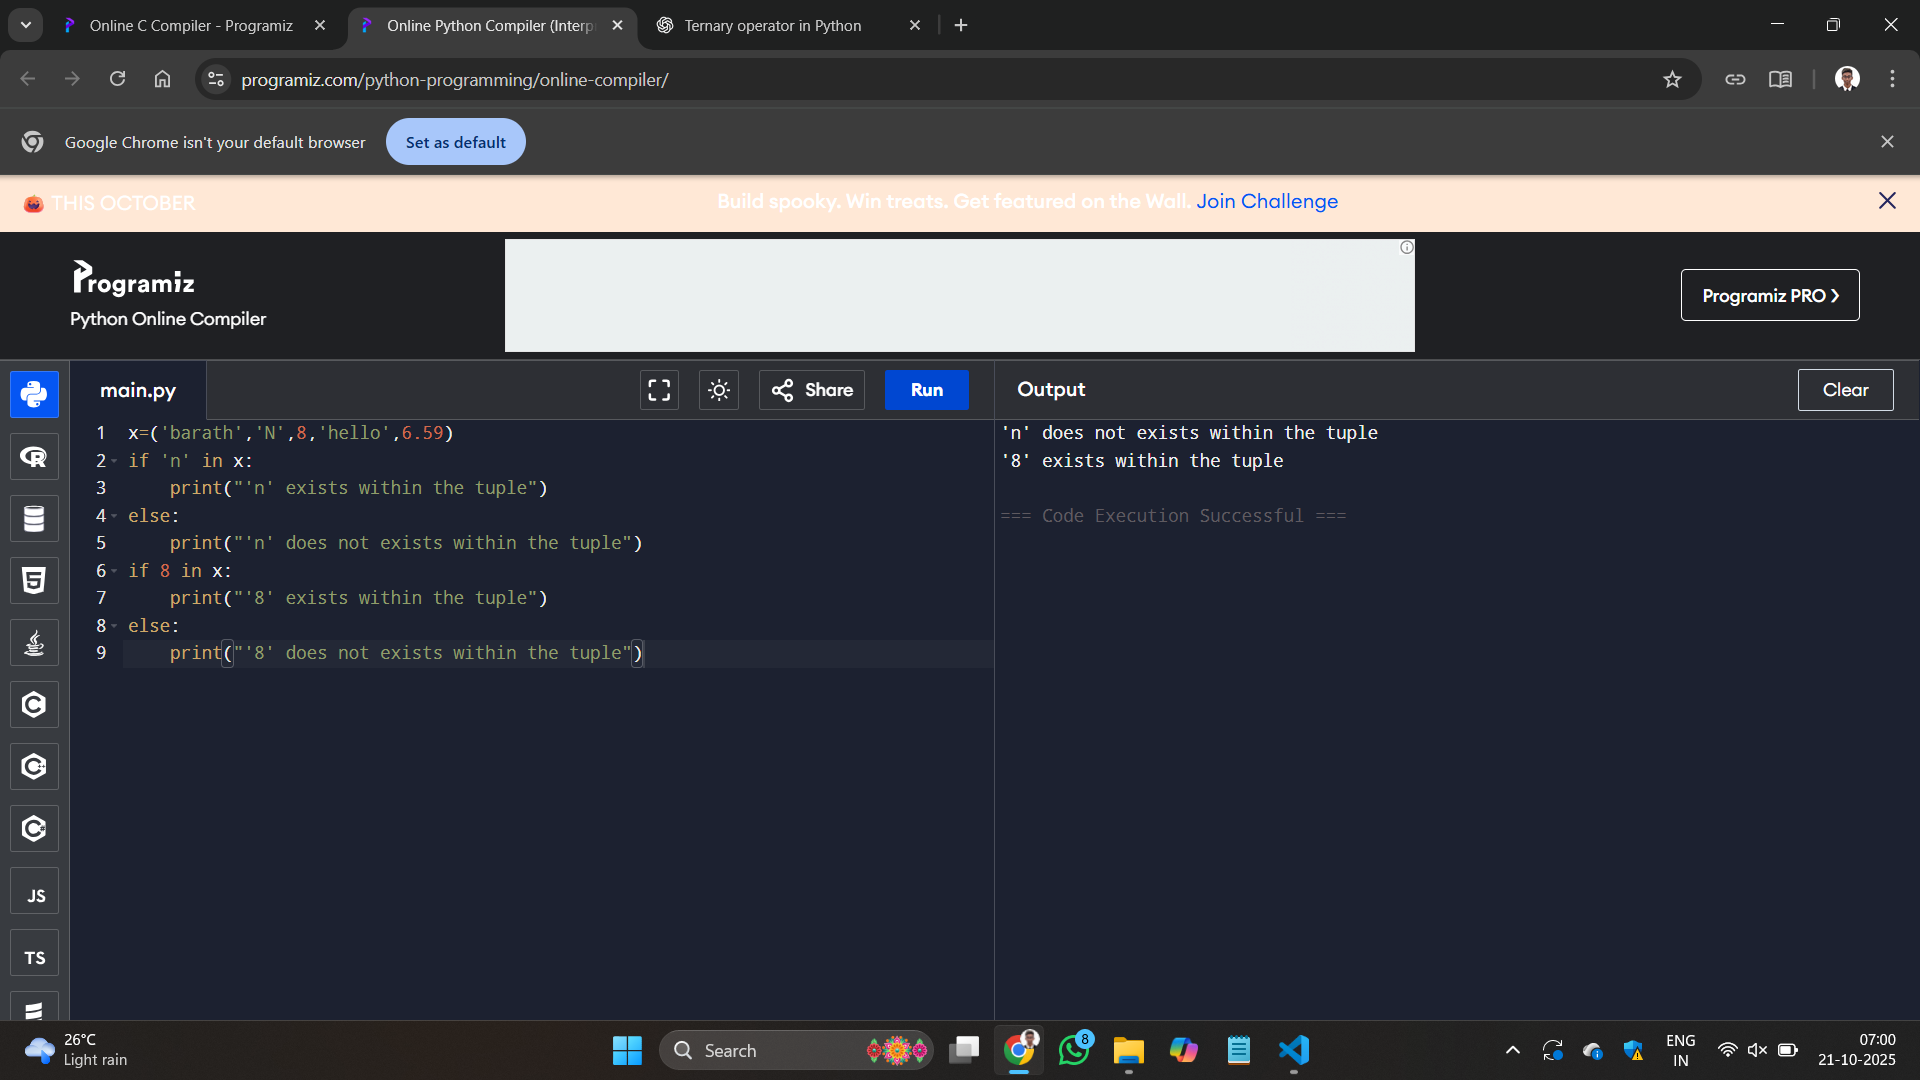 Online C Compiler - Programiz
Online Python Compiler (Interp
Ternary operator in Python
programiz.com/python-programming/online-compiler/
Google Chrome isn't your default browser
Set as default
THIS OCTOBER
Build spooky. Win treats. Get featured on the Wall. Join Challenge
Programiz
Python Online Compiler
Programiz PRO ❯
main.py
Share
Run
Output
Clear
1 x=('barath','N',8,'hello',6.59)
2 if 'n' in x:
3     print("'n' exists within the tuple")
4 else:
5     print("'n' does not exists within the tuple")
6 if 8 in x:
7     print("'8' exists within the tuple")
8 else:
9     print("'8' does not exists within the tuple")
'n' does not exists within the tuple
'8' exists within the tuple
=== Code Execution Successful ===
R
5
C
C
C
JS
TS
26°C
Light rain
Search
8
ENG
IN
07:00
21-10-2025